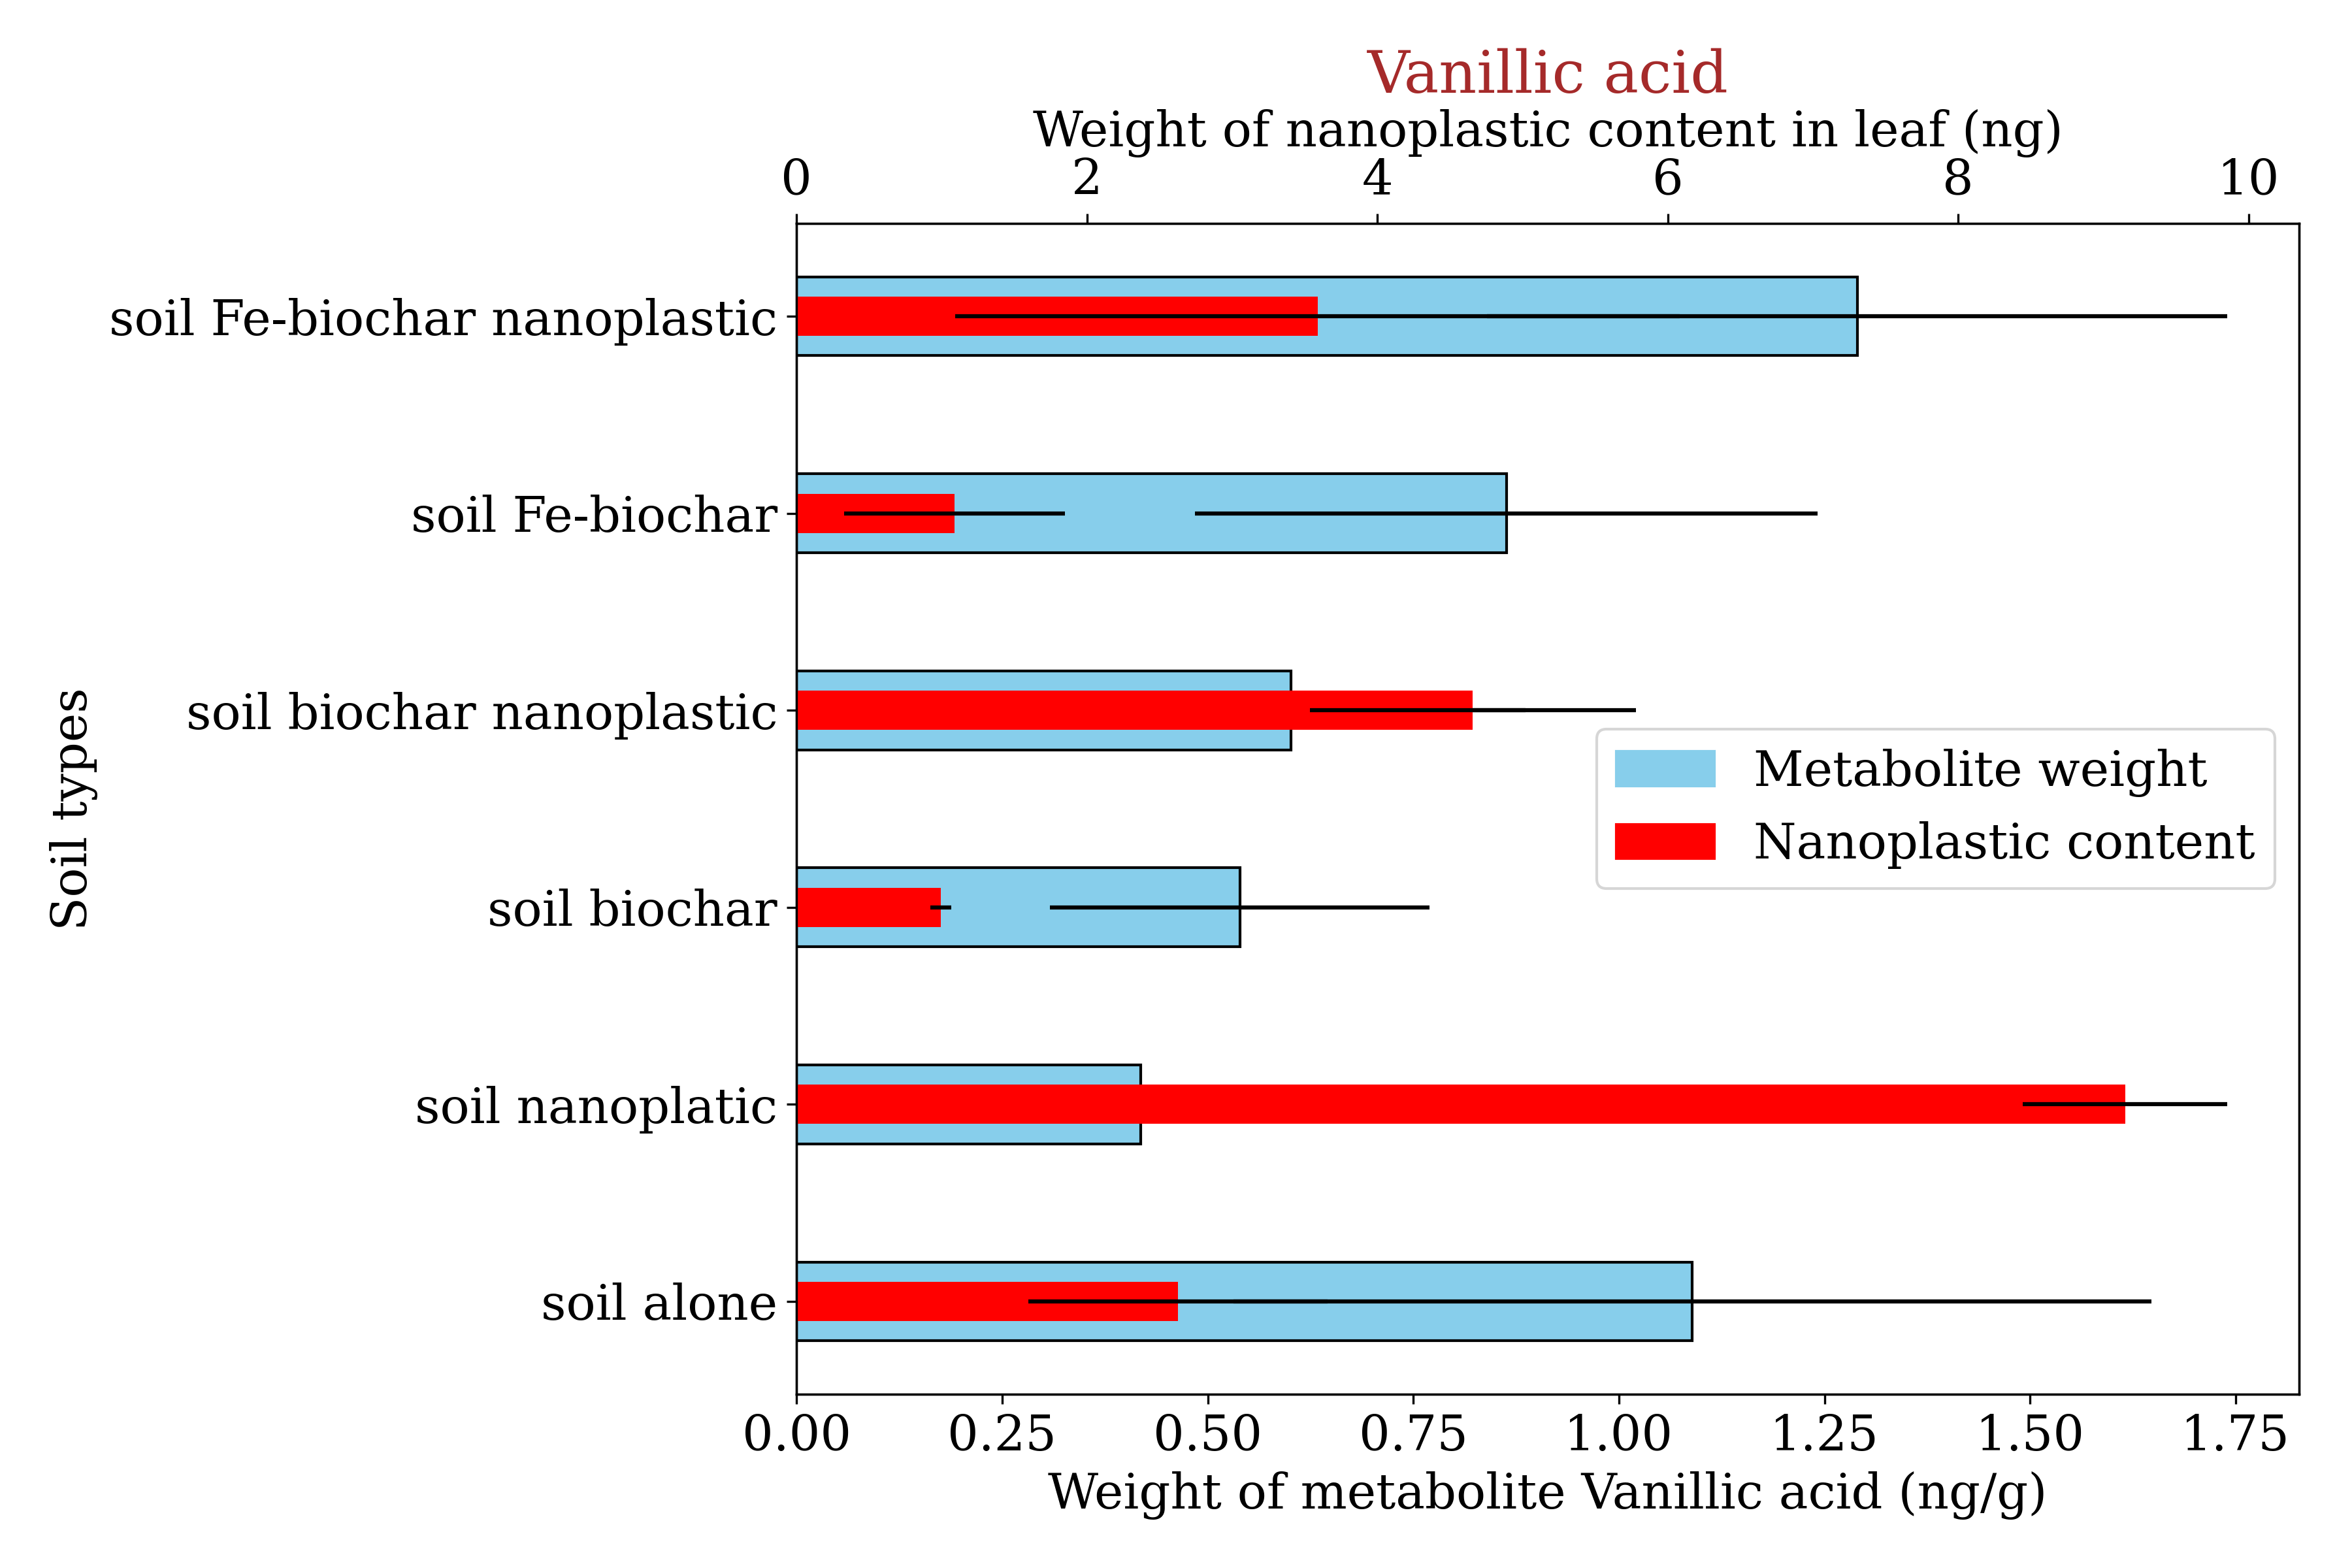 Vanillic acid
Weight of nanoplastic content in leaf (ng)
0 2 4 6 8 10
soil Fe-biochar nanoplastic
soil Fe-biochar
soil biochar nanoplastic
soil biochar
soil nanoplatic
soil alone
Soil types
Metabolite weight
Nanoplastic content
0.00 0.25 0.50 0.75 1.00 1.25 1.50 1.75
Weight of metabolite Vanillic acid (ng/g)